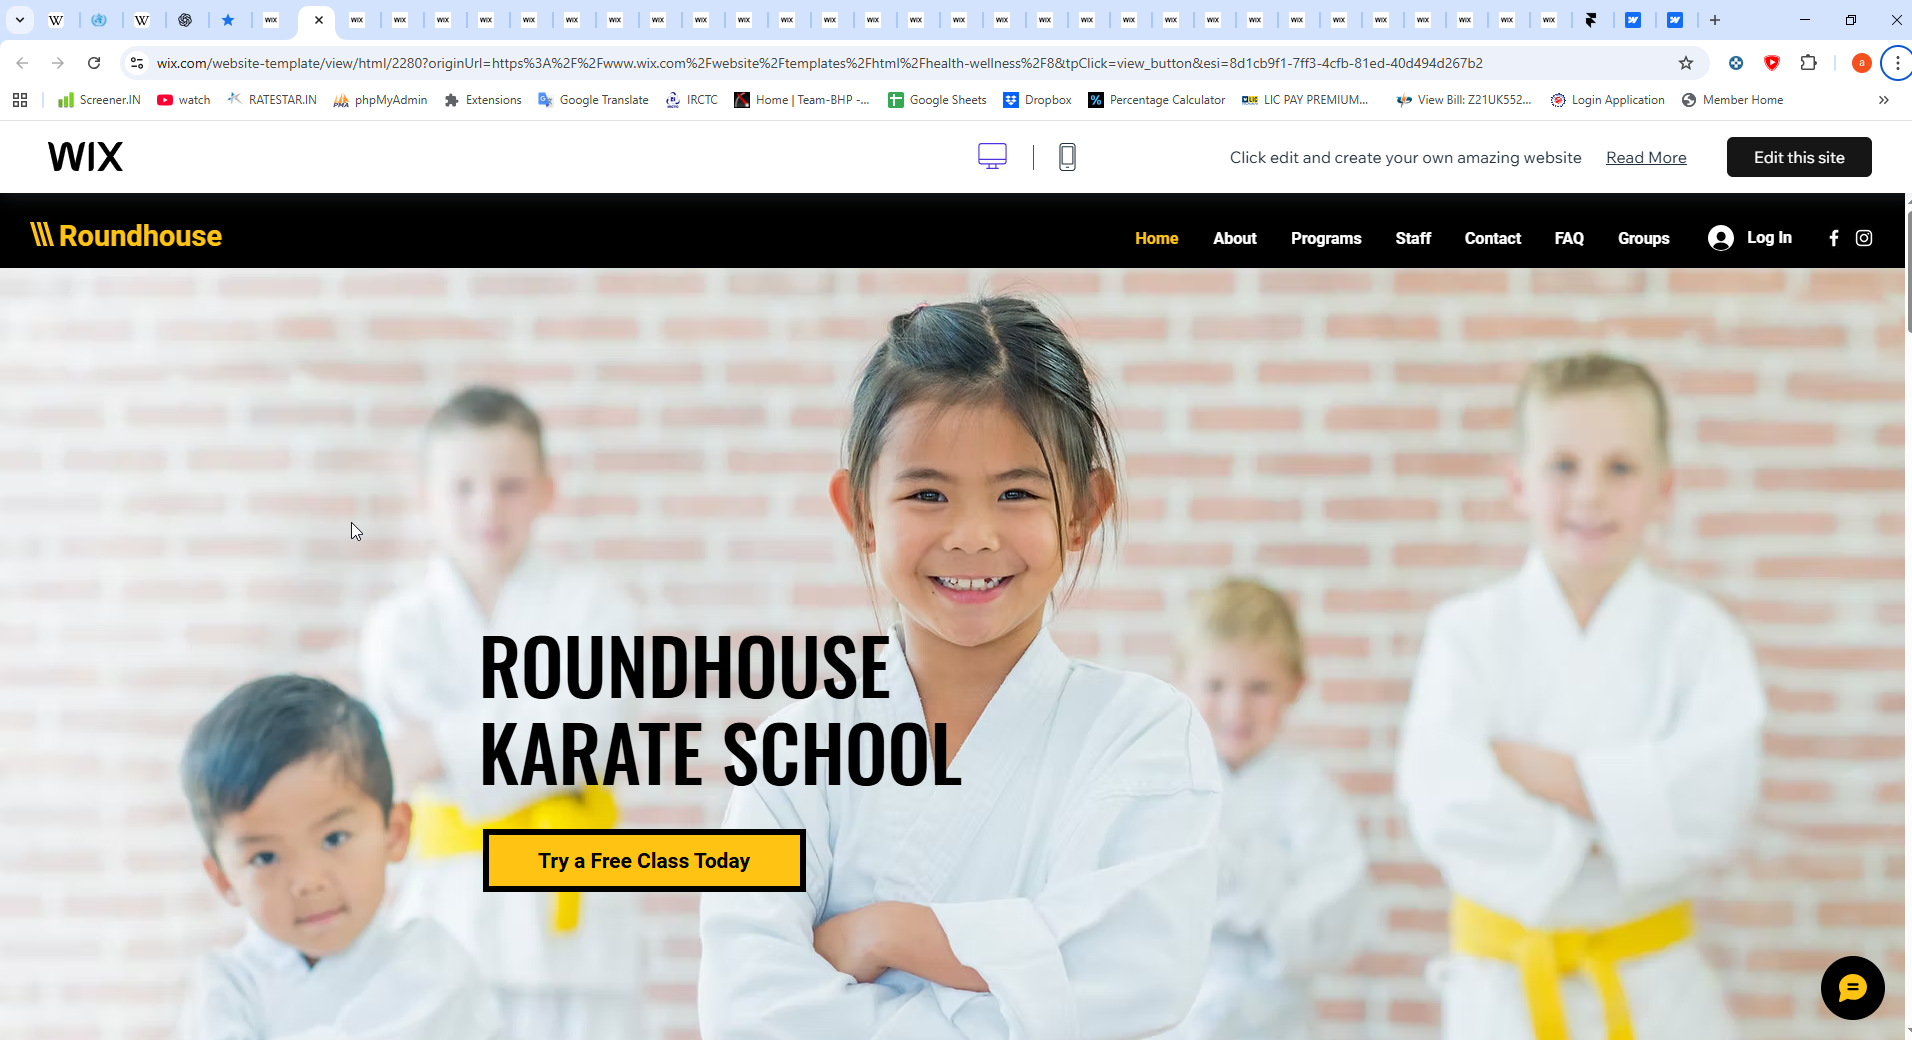 wix.com/website-template/view/html/2280?originUrl=https%3A%2F%2Fwww.wix.com%2Fwebsite%2Ftemplates%2Fhtml%2Fhealth-wellness%2F8&tpClick=view_button&esi=8d1cb9f1-7ff3-4cfb-81ed-40d494d267b2
Screener.IN watch RATESTAR.IN phpMyAdmin Extensions Google Translate IRCTC Home | Team-BHP -... Google Sheets Dropbox Percentage Calculator LIC PAY PREMIUM... View Bill: Z21UK552... Login Application Member Home
WIX Click edit and create your own amazing website Read More Edit this site
Roundhouse Home About Programs Staff Contact FAQ Groups Log In
ROUNDHOUSE
KARATE SCHOOL
Try a Free Class Today